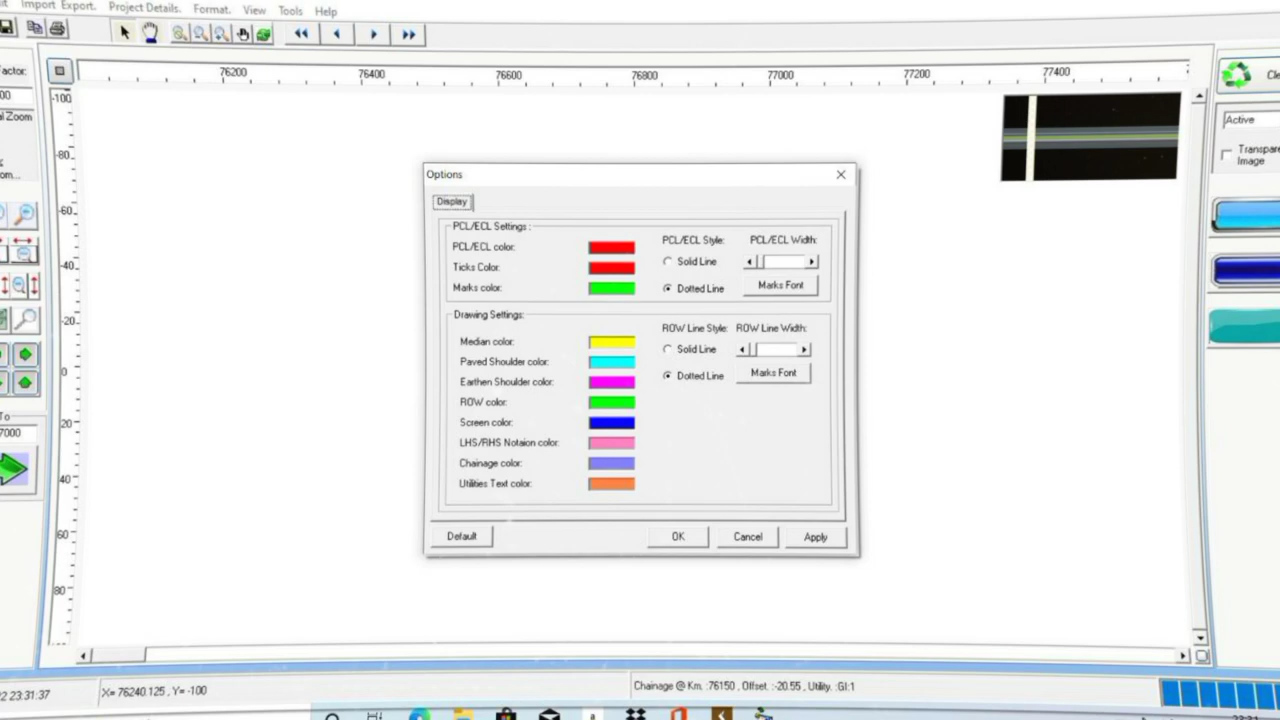 Import Export. Project Details. Format. View Tools Help
Factor:
76200 76400 76600 76800 77000 77200 77400
-100
-80
-60
-40
-20
0
20
40
60
80
Zoom
To
7000
Active
Transpare
Image
Options
Display
PCL/ECL Settings :
PCL/ECL color:
Ticks Color:
Marks color:
PCL/ECL Style:
Solid Line
Dotted Line
PCL/ECL Width:
Marks Font
Drawing Settings:
Median color:
Paved Shoulder color:
Earthen Shoulder color:
ROW color:
Screen color:
LHS/RHS Notaion color:
Chainage color:
Utilities Text color:
ROW Line Style:
Solid Line
Dotted Line
ROW Line Width:
Marks Font
Default OK Cancel Apply
2 23:31:37 X= 76240.125 , Y= -100 Chainage @ Km. :76150 , Offset. :-20.55 , Utility. :GI:1